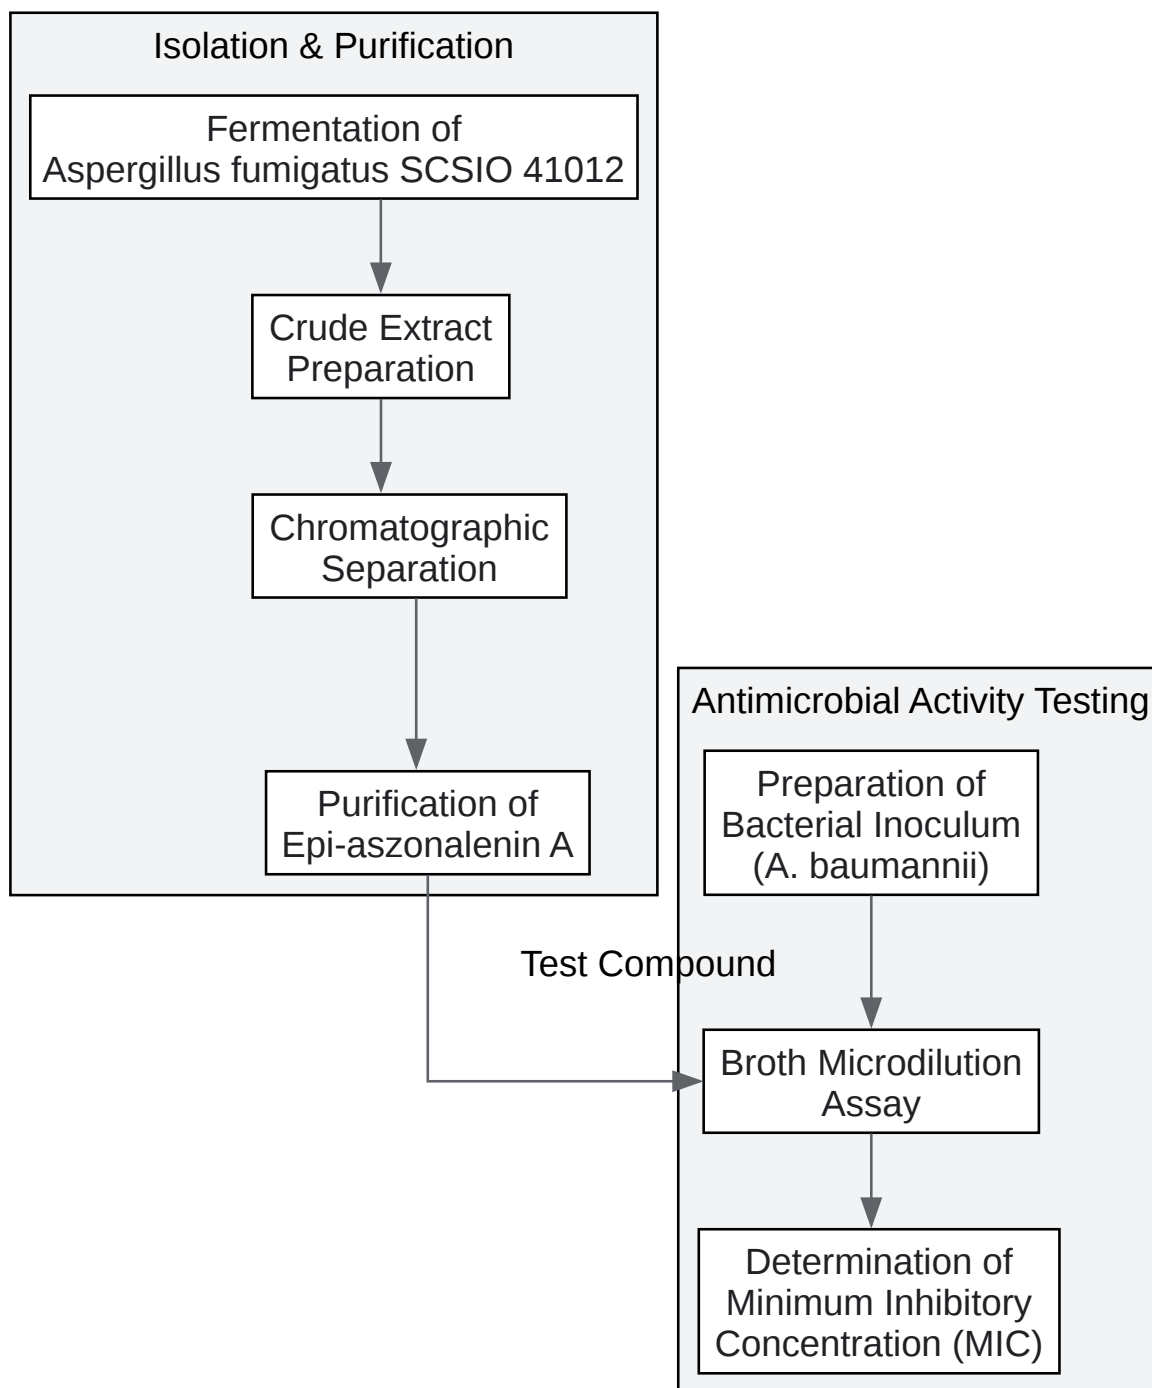 Isolation & Purification
Fermentation of
Aspergillus fumigatus SCSIO 41012
Crude Extract
Preparation
Chromatographic
Separation
Purification of
Epi-aszonalenin A
Test Compound
Antimicrobial Activity Testing
Preparation of
Bacterial Inoculum
(A. baumannii)
Broth Microdilution
Assay
Determination of
Minimum Inhibitory
Concentration (MIC)